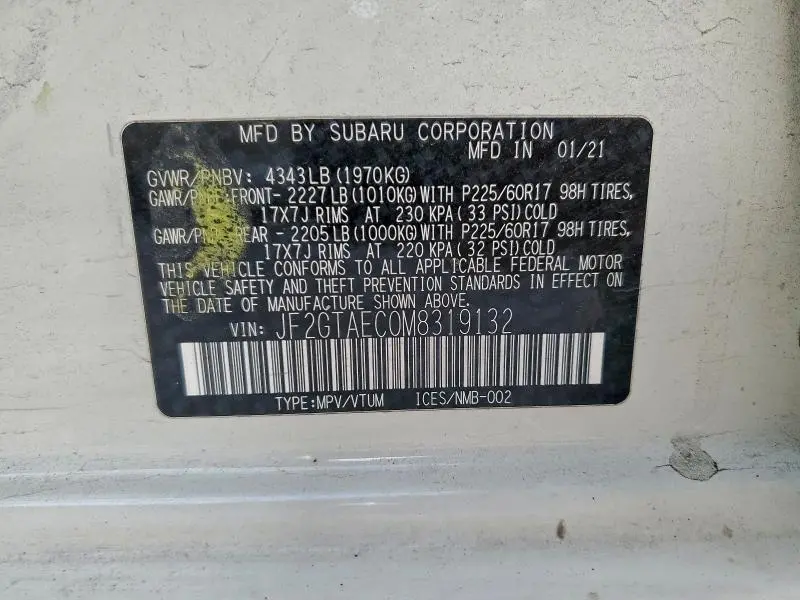 MFD BY SUBARU CORPORATION
MFD IN 01/21
GVWR/PNBV: 4343LB (1970KG)
GAWR/ FRONT- 2227LB (1010KG) WITH P225/60R17 98H TIRES,
17X7J RIMS AT 230 KPA ( 33 PSI) COLD
GAWR/ REAR - 2205LB (1000KG) WITH P225/60R17 98H TIRES,
17X7J RIMS AT 220 KPA ( 32 PSI) COLD
THIS VEHICLE CONFORMS TO ALL APPLICABLE FEDERAL MOTOR
VEHICLE SAFETY AND THEFT PREVENTION STANDARDS IN EFFECT ON
THE DATE OF MANUFACTURE SHOWN ABOVE.
VIN: JF2GTAEC0M8319132
TYPE:MPV/VTUM ICES/NMB-002